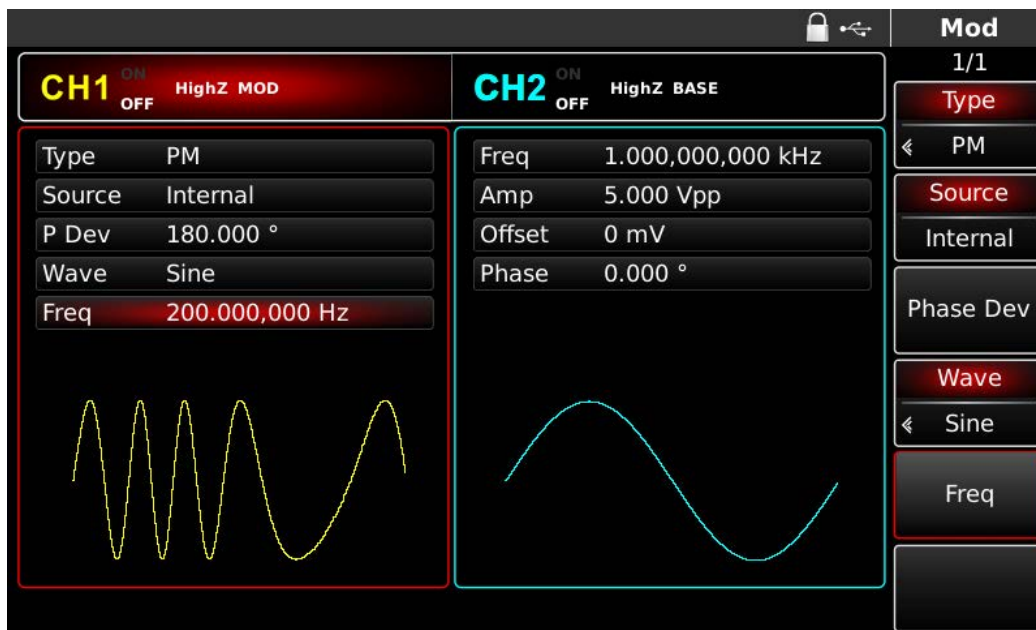 Mod
1/1
CH1 ON OFF HighZ MOD
CH2 ON OFF HighZ BASE
Type PM
Source Internal
P Dev 180.000 °
Wave Sine
Freq 200.000,000 Hz
Freq 1.000,000,000 kHz
Amp 5.000 Vpp
Offset 0 mV
Phase 0.000 °
Type
PM
Source
Internal
Phase Dev
Wave
Sine
Freq